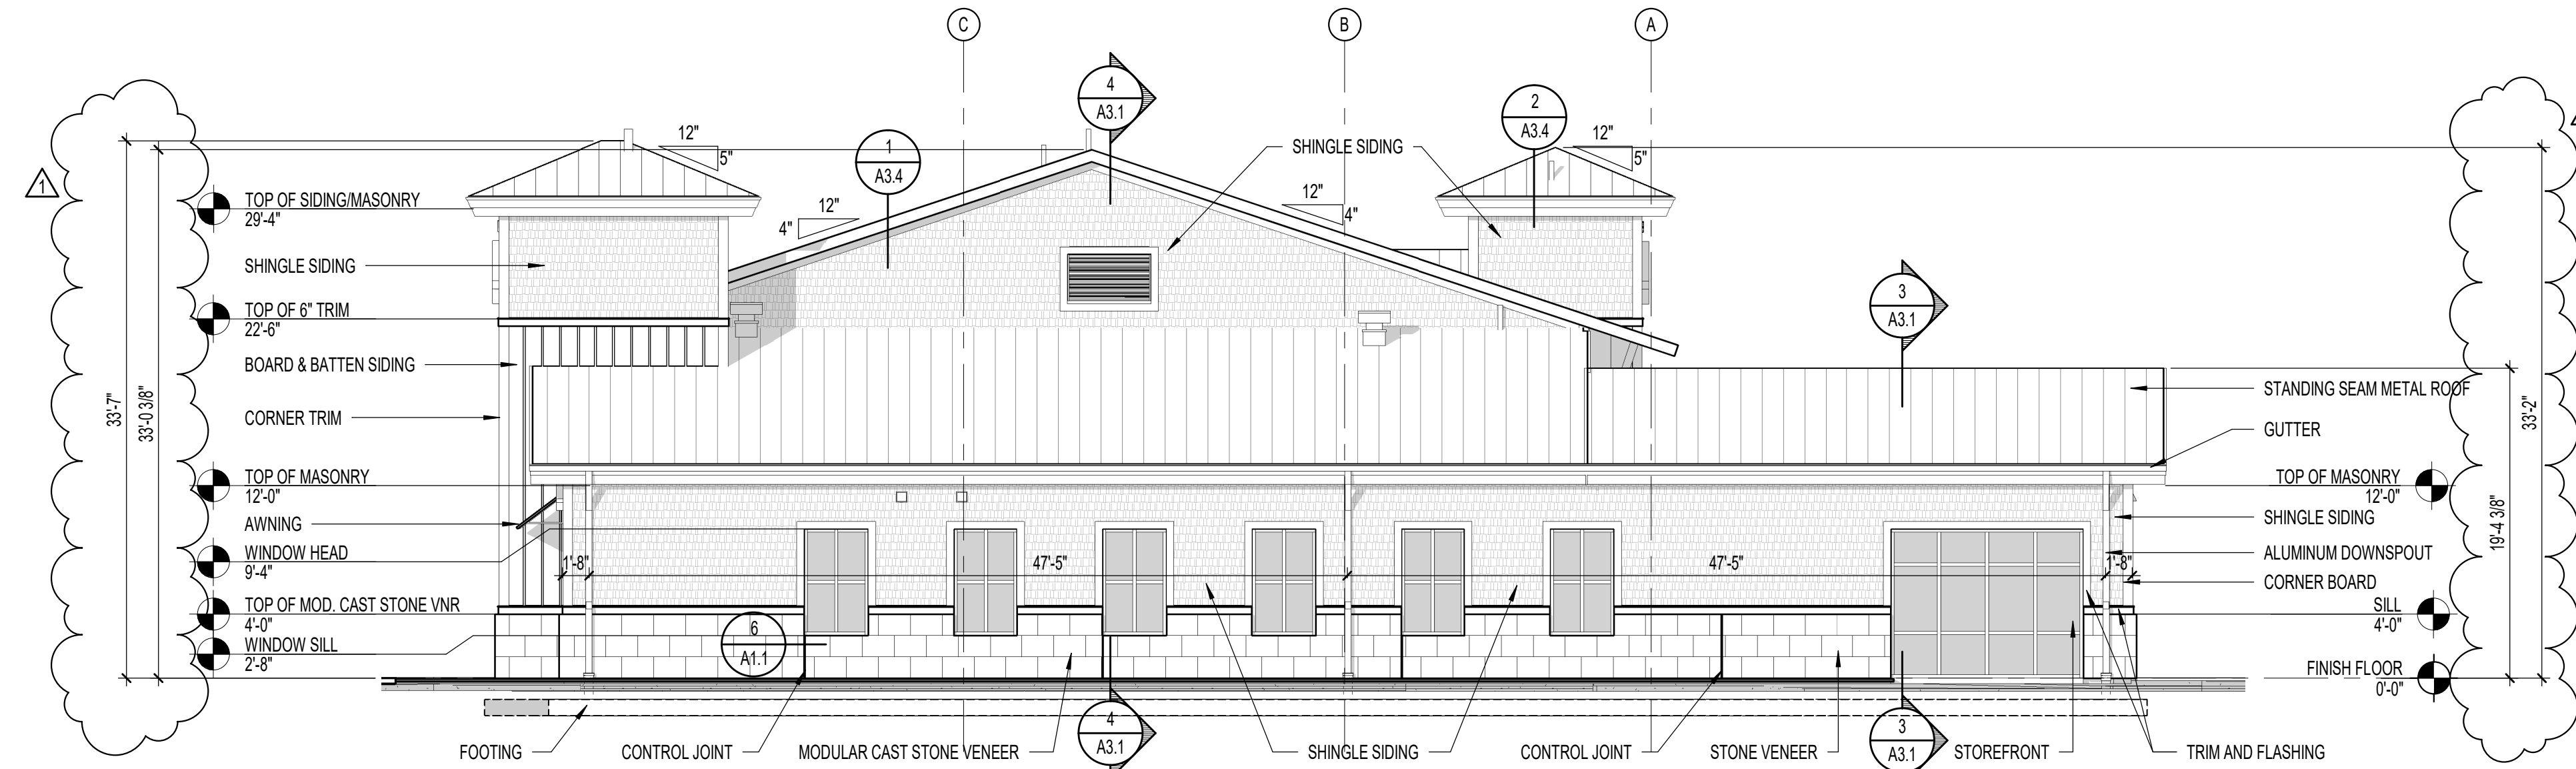 C
B
A
4
A3.1
1
A3.4
2
A3.4
3
A3.1
12"
5"
12"
4"
12"
4"
12"
5"
SHINGLE SIDING
1
33'-7"
33'-0 3/8"
TOP OF SIDING/MASONRY
29'-4"
SHINGLE SIDING
TOP OF 6" TRIM
22'-6"
BOARD & BATTEN SIDING
CORNER TRIM
TOP OF MASONRY
12'-0"
AWNING
WINDOW HEAD
9'-4"
TOP OF MOD. CAST STONE VNR
4'-0"
WINDOW SILL
2'-8"
1'-8"
47'-5"
47'-5"
1'-8"
6
A1.1
STANDING SEAM METAL ROOF
GUTTER
TOP OF MASONRY
12'-0"
SHINGLE SIDING
ALUMINUM DOWNSPOUT
CORNER BOARD
SILL
4'-0"
FINISH FLOOR
0'-0"
19'-4 3/8"
33'-2"
FOOTING
CONTROL JOINT
MODULAR CAST STONE VENEER
4
A3.1
SHINGLE SIDING
CONTROL JOINT
STONE VENEER
3
A3.1
STOREFRONT
TRIM AND FLASHING